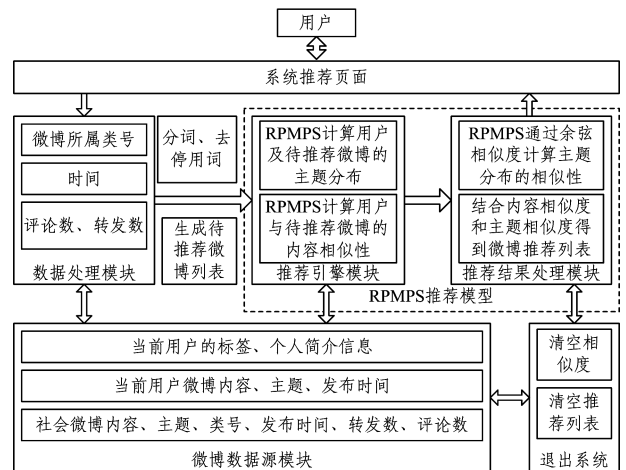 用户
系统推荐页面
微博所属类号
时间
评论数、转发数
数据处理模块
分词、去
停用词
生成待
推荐微
博列表
RPMPS计算用户
及待推荐微博的
主题分布
RPMPS计算用户
与待推荐微博的
内容相似性
推荐引擎模块
RPMPS通过余弦
相似度计算主题
分布的相似性
结合内容相似度
和主题相似度得
到微博推荐列表
推荐结果处理模块
RPMPS推荐模型
当前用户的标签、个人简介信息
当前用户微博内容、主题、发布时间
社会微博内容、主题、类号、发布时间、转发数、评论数
微博数据源模块
清空相
似度
清空推
荐列表
退出系统